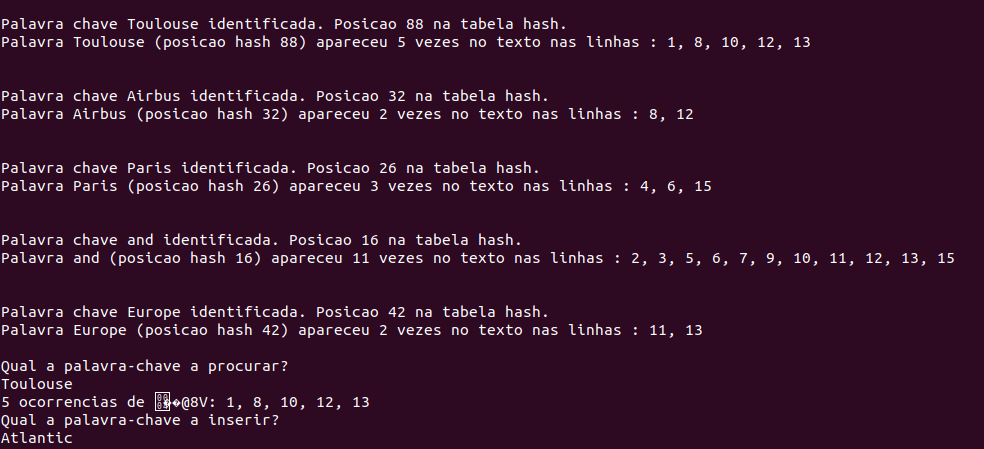 Palavra chave Toulouse identificada. Posicao 88 na tabela hash.
Palavra Toulouse (posicao hash 88) apareceu 5 vezes no texto nas linhas : 1, 8, 10, 12, 13
Palavra chave Airbus identificada. Posicao 32 na tabela hash.
Palavra Airbus (posicao hash 32) apareceu 2 vezes no texto nas linhas : 8, 12
Palavra chave Paris identificada. Posicao 26 na tabela hash.
Palavra Paris (posicao hash 26) apareceu 3 vezes no texto nas linhas : 4, 6, 15
Palavra chave and identificada. Posicao 16 na tabela hash.
Palavra and (posicao hash 16) apareceu 11 vezes no texto nas linhas : 2, 3, 5, 6, 7, 9, 10, 11, 12, 13, 15
Palavra chave Europe identificada. Posicao 42 na tabela hash.
Palavra Europe (posicao hash 42) apareceu 2 vezes no texto nas linhas : 11, 13
Qual a palavra-chave a procurar?
Toulouse
5 ocorrencias de ��@8V: 1, 8, 10, 12, 13
Qual a palavra-chave a inserir?
Atlantic